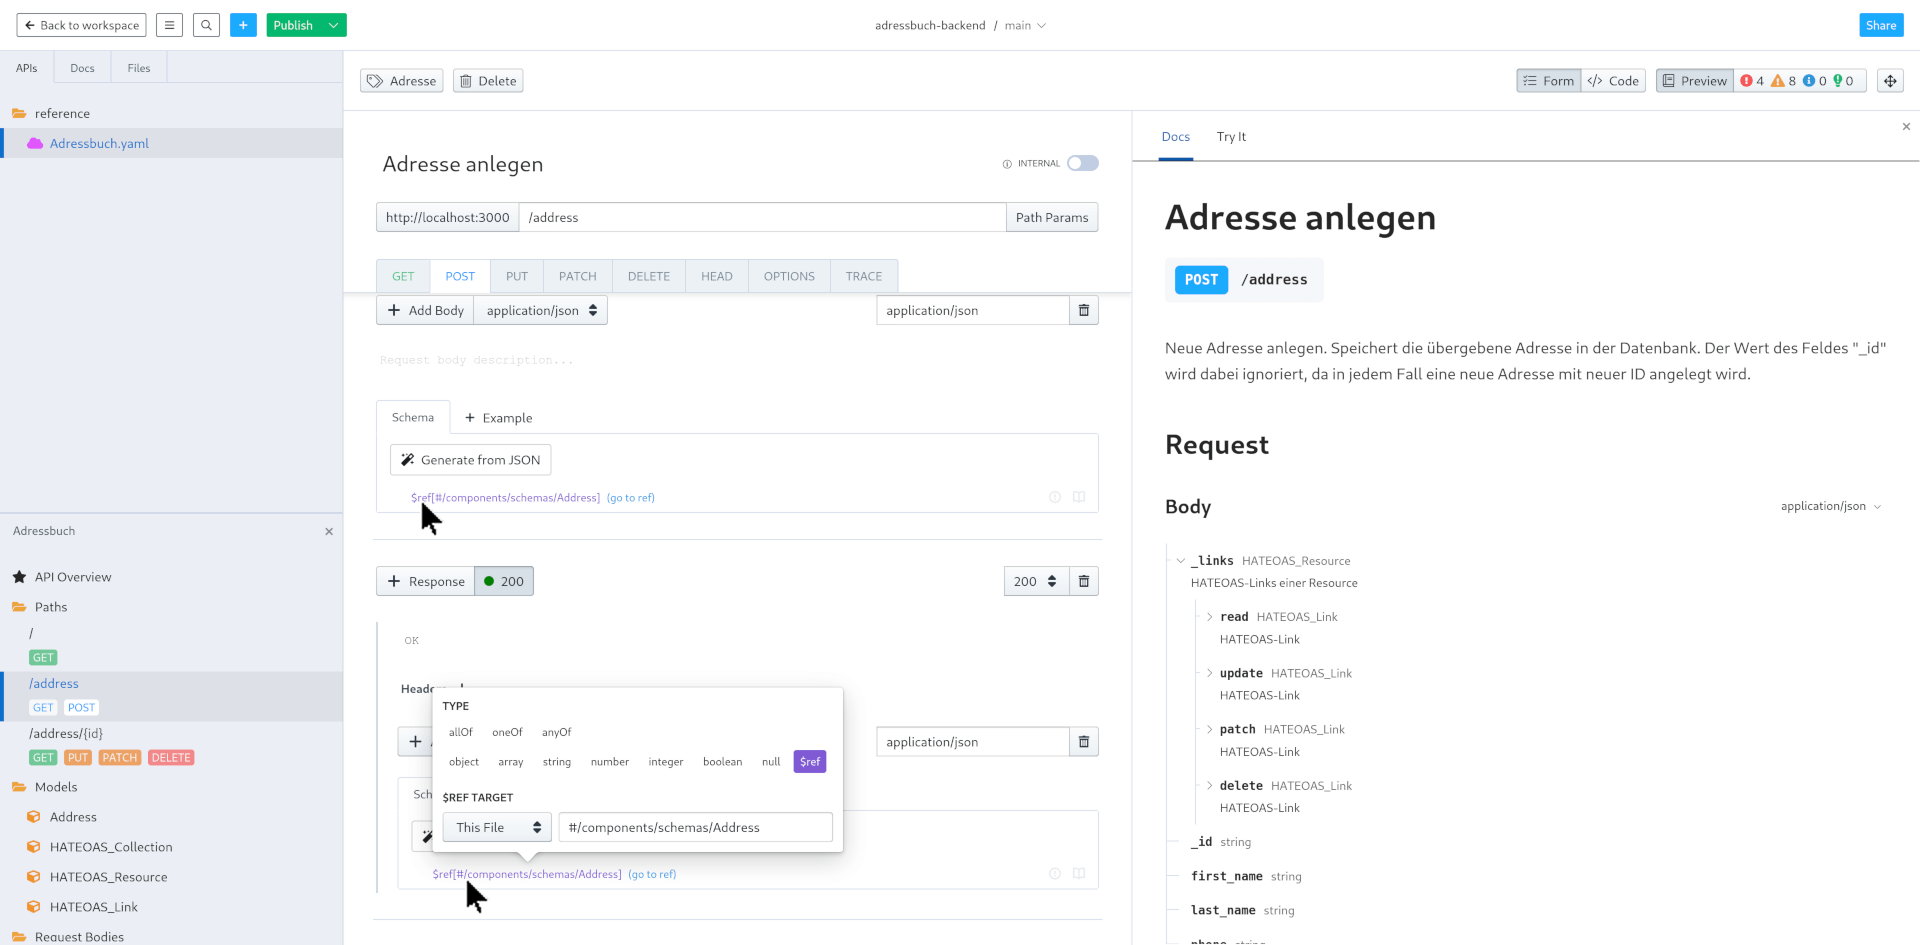 Back to workspace
+
Publish
adressbuch-backend / main
Share
APIs
Docs
Files
reference
Adressbuch.yaml
Adressbuch
API Overview
Paths
/
GET
/address
GET POST
/address/{id}
GET PUT PATCH DELETE
Models
Address
HATEOAS_Collection
HATEOAS_Resource
HATEOAS_Link
Request Bodies
Adresse
Delete
Form
</> Code
Preview
4 8 0 0
Adresse anlegen
INTERNAL
http://localhost:3000 /address Path Params
GET POST PUT PATCH DELETE HEAD OPTIONS TRACE
+ Add Body application/json
application/json
Request body description...
Schema + Example
Generate from JSON
$ref[#/components/schemas/Address] (go to ref)
+ Response 200
200
OK
TYPE
allOf oneOf anyOf
object array string number integer boolean null $ref
$REF TARGET
This File #/components/schemas/Address
application/json
$ref[#/components/schemas/Address] (go to ref)
Docs Try It
Adresse anlegen
POST /address
Neue Adresse anlegen. Speichert die übergebene Adresse in der Datenbank. Der Wert des Feldes "_id"
wird dabei ignoriert, da in jedem Fall eine neue Adresse mit neuer ID angelegt wird.
Request
Body
application/json
_links HATEOAS_Resource
HATEOAS-Links einer Resource
read HATEOAS_Link
HATEOAS-Link
update HATEOAS_Link
HATEOAS-Link
patch HATEOAS_Link
HATEOAS-Link
delete HATEOAS_Link
HATEOAS-Link
_id string
first_name string
last_name string